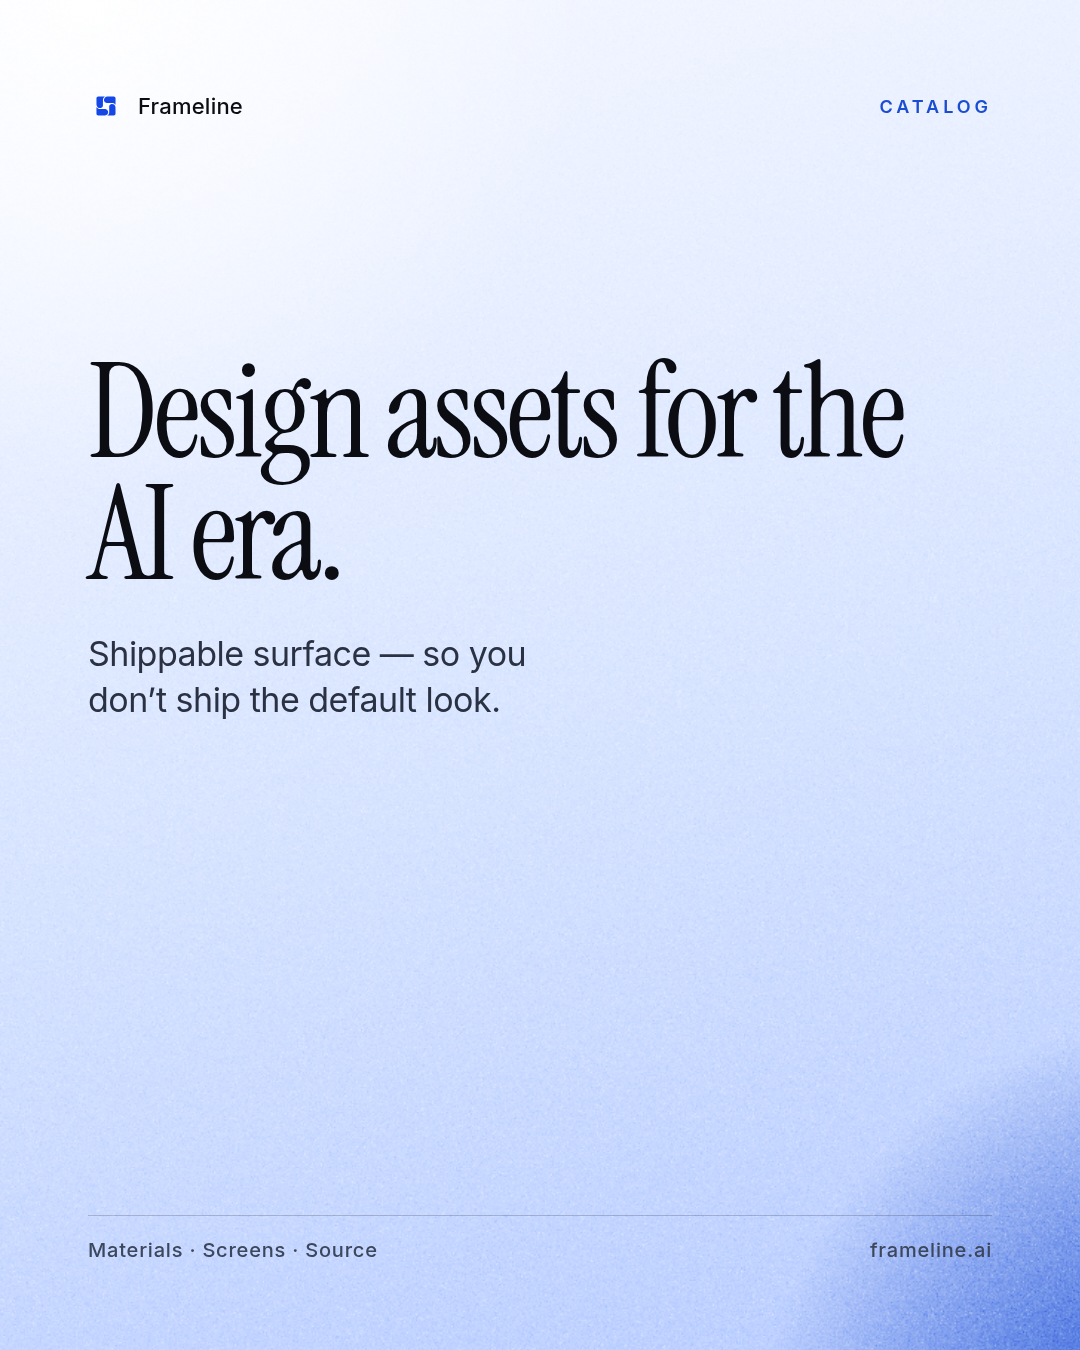 Frameline
CATALOG
Design assets for the
AI era.
Shippable surface — so you
don’t ship the default look.
Materials · Screens · Source
frameline.ai